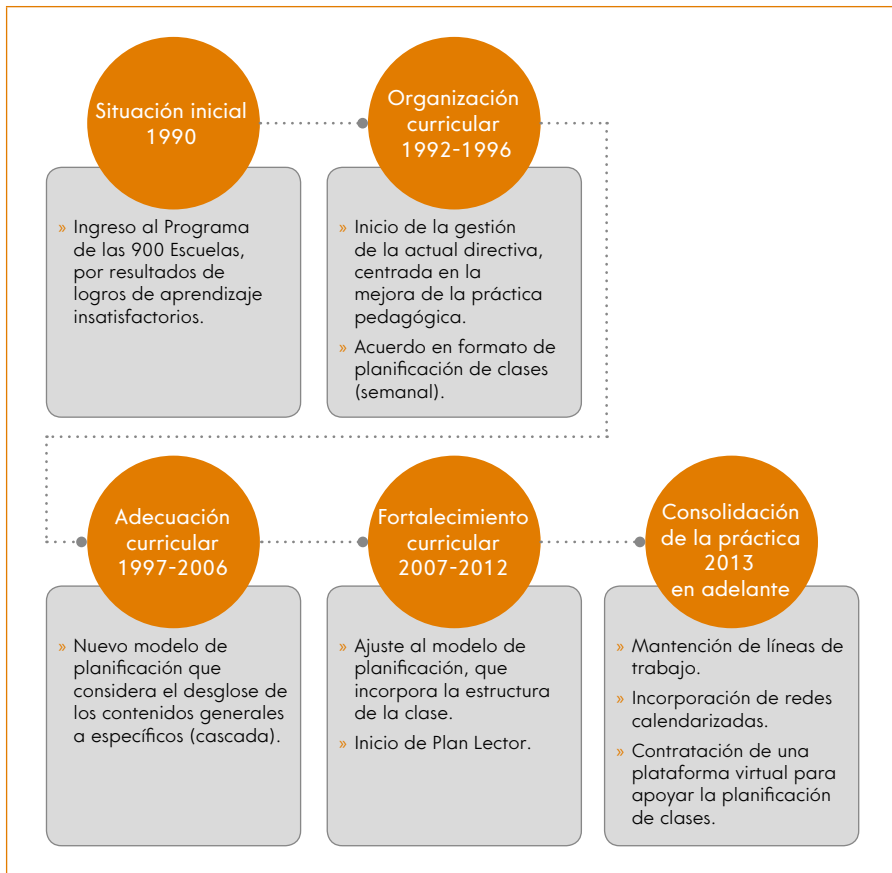 Situación inicial
1990
» Ingreso al Programa
de las 900 Escuelas,
por resultados de
logros de aprendizaje
insatisfactorios.
Organización
curricular
1992-1996
» Inicio de la gestión
de la actual directiva,
centrada en la
mejora de la práctica
pedagógica.
» Acuerdo en formato de
planificación de clases
(semanal).
Adecuación
curricular
1997-2006
» Nuevo modelo de
planificación que
considera el desglose de
los contenidos generales
a específicos (cascada).
Fortalecimiento
curricular
2007-2012
» Ajuste al modelo de
planificación, que
incorpora la estructura
de la clase.
» Inicio de Plan Lector.
Consolidación
de la práctica
2013
en adelante
» Mantención de líneas de
trabajo.
» Incorporación de redes
calendarizadas.
» Contratación de una
plataforma virtual para
apoyar la planificación
de clases.